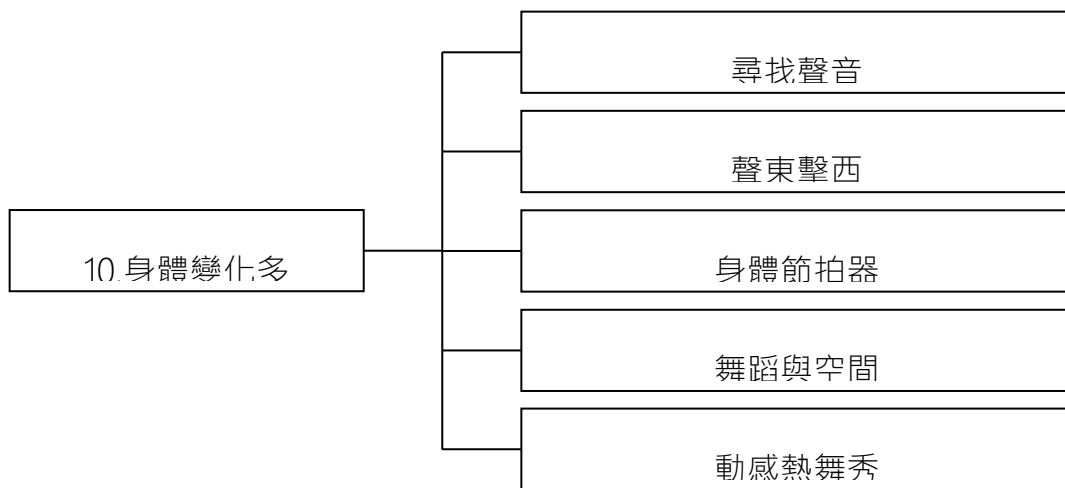 尋找聲音
聲東擊西
10.身體變化多
身體節拍器
舞蹈與空間
動感熱舞秀